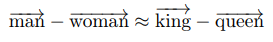 man − woman ≈ king − queen